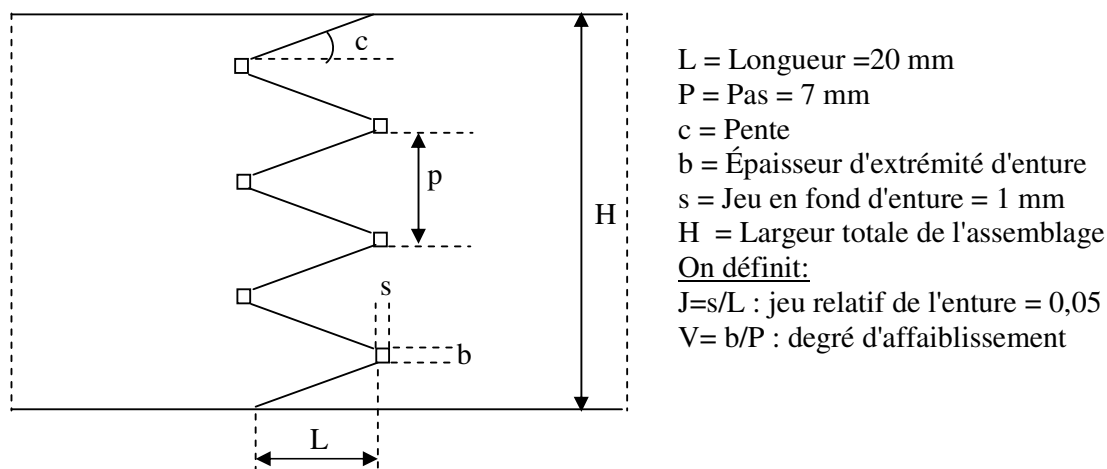 c
p
H
s
b
L
L = Longueur =20 mm
P = Pas = 7 mm
c = Pente
b = Épaisseur d'extrémité d'enture
s = Jeu en fond d'enture = 1 mm
H = Largeur totale de l'assemblage
On définit:
J=s/L : jeu relatif de l'enture = 0,05
V= b/P : degré d'affaiblissement